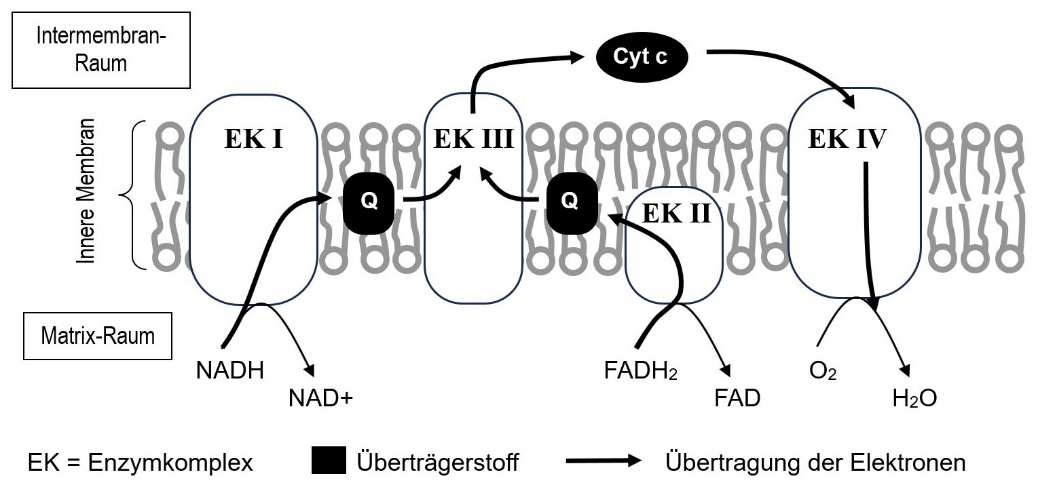 Intermembran-
Raum
Cyt c
Innere Membran
EK I
EK III
EK IV
Q
Q
EK II
Matrix-Raum
NADH
NAD+
FADH₂
FAD
O₂
H₂O
EK = Enzymkomplex
Überträgerstoff
Übertragung der Elektronen